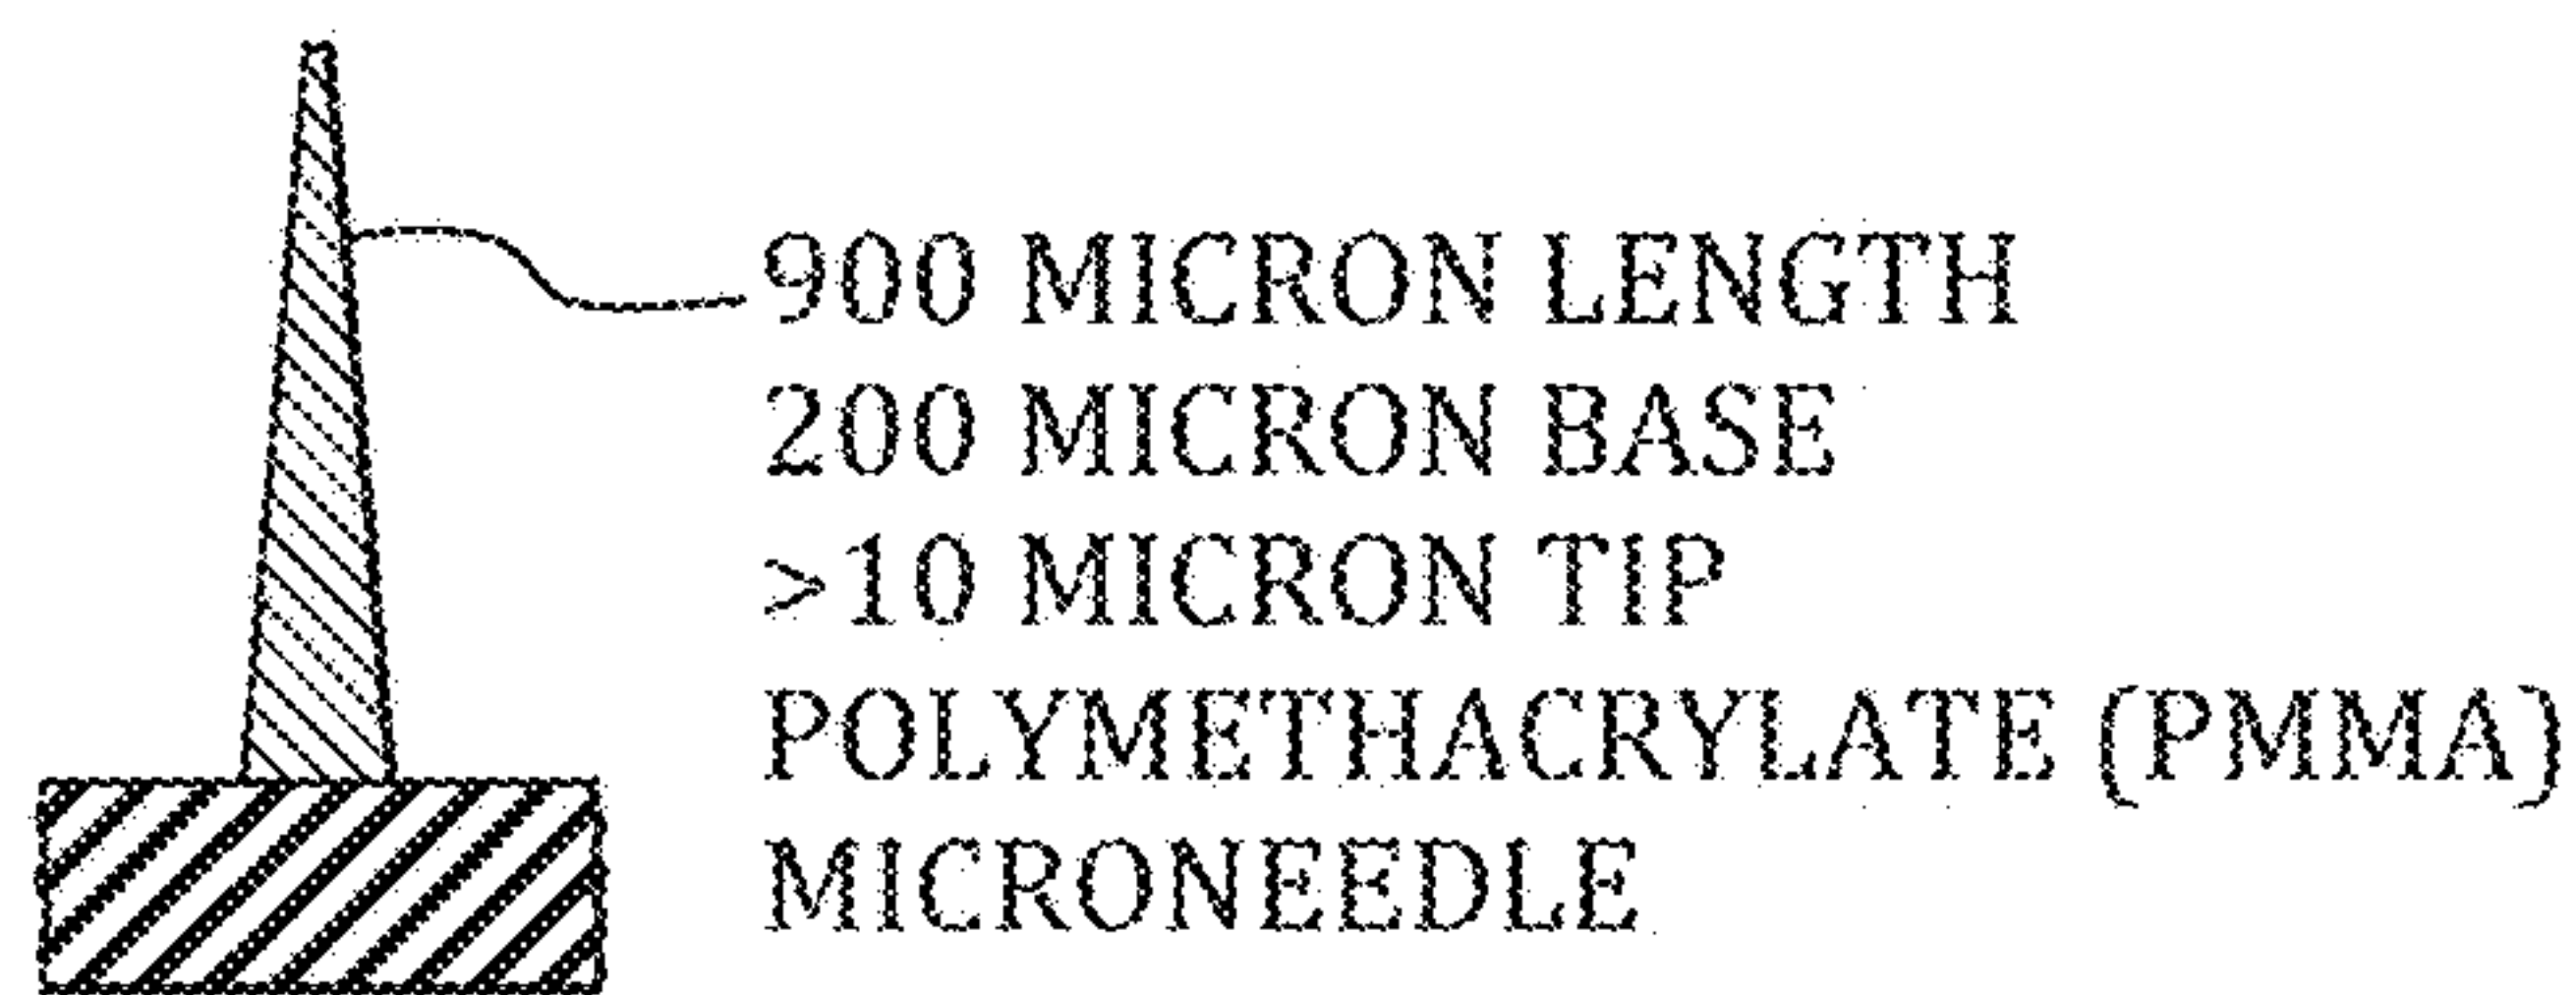 900 MICRON LENGTH
200 MICRON BASE
>10 MICRON TIP
POLYMETHACRYLATE (PMMA)
MICRONEEDLE